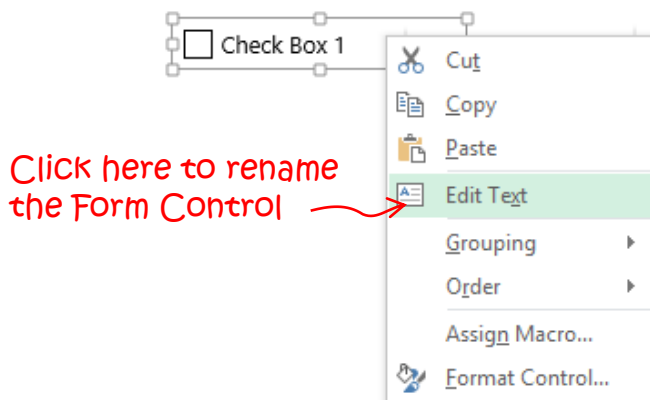 Check Box 1
Cut
Copy
Paste
Click here to rename
the Form Control
Edit Text
Grouping
Order
Assign Macro...
Format Control...